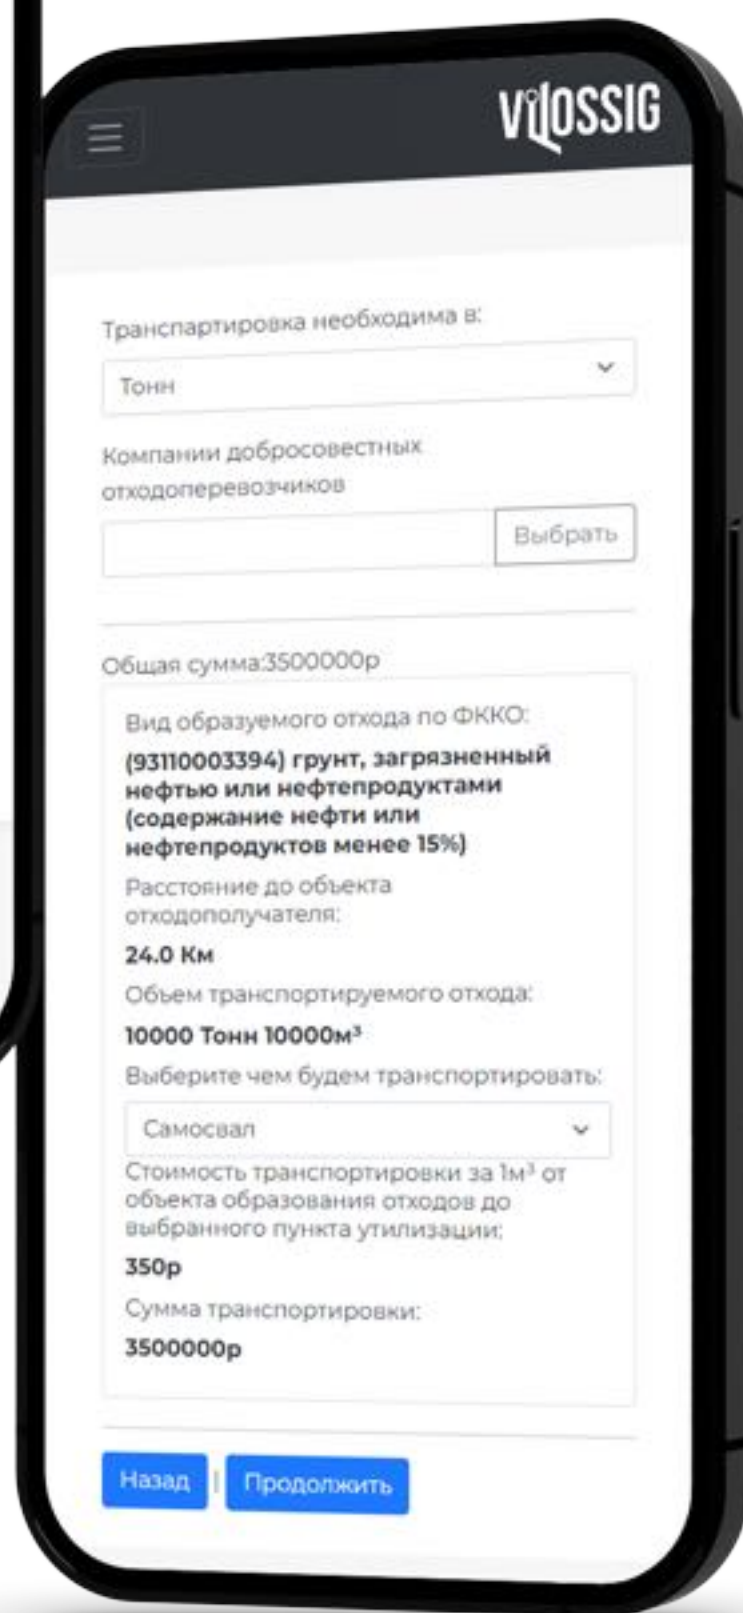 VILOSSIG
Транспартировка необходима в:
Тонн
Компании добросовестных
отходоперевозчиков
Выбрать
Общая сумма:3500000р
Вид образуемого отхода по ФККО:
(93110003394) грунт, загрязненный
нефтью или нефтепродуктами
(содержание нефти или
нефтепродуктов менее 15%)
Расстояние до объекта
отходополучателя:
24.0 Км
Объем транспортируемого отхода:
10000 Тонн 10000м³
Выберите чем будем транспортировать:
Самосвал
Стоимость транспортировки за 1м³ от
объекта образования отходов до
выбранного пункта утилизации:
350р
Сумма транспортировки:
3500000р
Назад | Продолжить